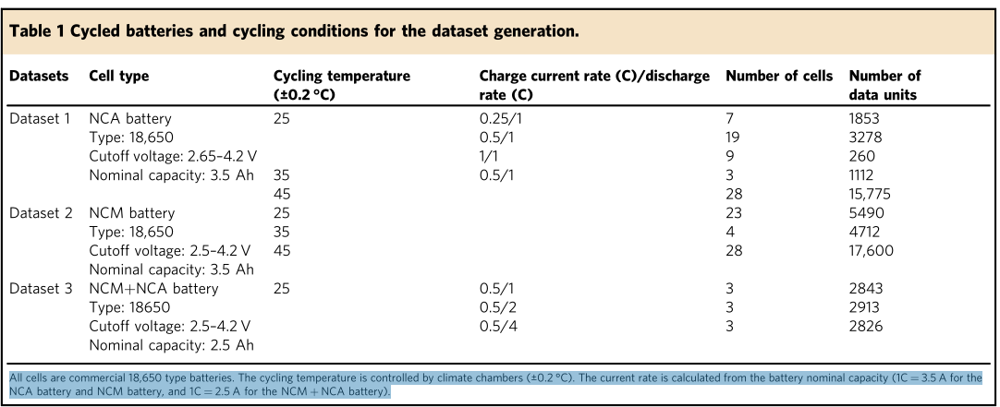 Table 1 Cycled batteries and cycling conditions for the dataset generation.
Datasets Cell type Cycling temperature Charge current rate (C)/discharge Number of cells Number of
(±0.2 °C) rate (C) data units
Dataset 1 NCA battery 25 0.25/1 7 1853
Type: 18,650 0.5/1 19 3278
Cutoff voltage: 2.65–4.2 V 1/1 9 260
Nominal capacity: 3.5 Ah 35 0.5/1 3 1112
45 28 15,775
Dataset 2 NCM battery 25 23 5490
Type: 18,650 35 4 4712
Cutoff voltage: 2.5–4.2 V 45 28 17,600
Nominal capacity: 3.5 Ah
Dataset 3 NCM+NCA battery 25 0.5/1 3 2843
Type: 18650 0.5/2 3 2913
Cutoff voltage: 2.5–4.2 V 0.5/4 3 2826
Nominal capacity: 2.5 Ah
All cells are commercial 18,650 type batteries. The cycling temperature is controlled by climate chambers (±0.2 °C). The current rate is calculated from the battery nominal capacity (1C = 3.5 A for the
NCA battery and NCM battery, and 1C = 2.5 A for the NCM + NCA battery).